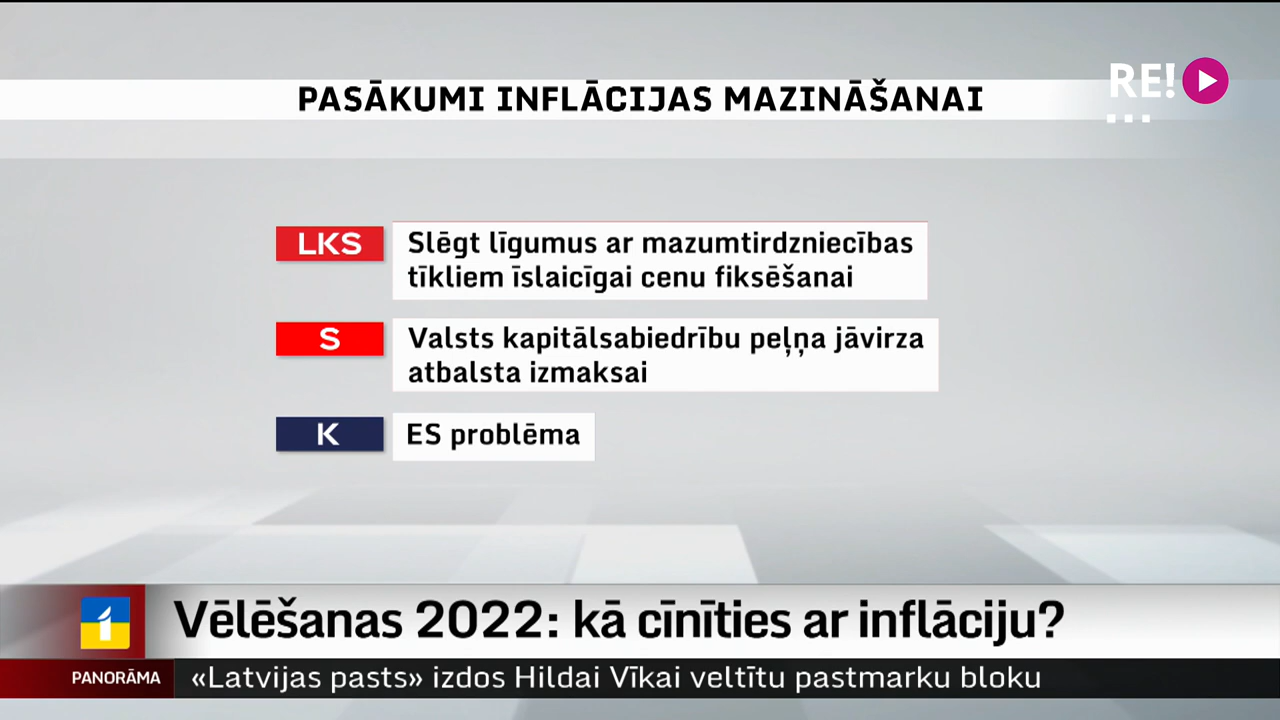 RE!
PASĀKUMI INFLĀCIJAS MAZINĀŠANAI
LKS
Slēgt līgumus ar mazumtirdzniecības
tīkliem īslaicīgai cenu fiksēšanai
S
Valsts kapitālsabiedrību peļņa jāvirza
atbalsta izmaksai
K
ES problēma
1
Vēlēšanas 2022: kā cīnīties ar inflāciju?
PANORĀMA
«Latvijas pasts» izdos Hildai Vīkai veltītu pastmarku bloku